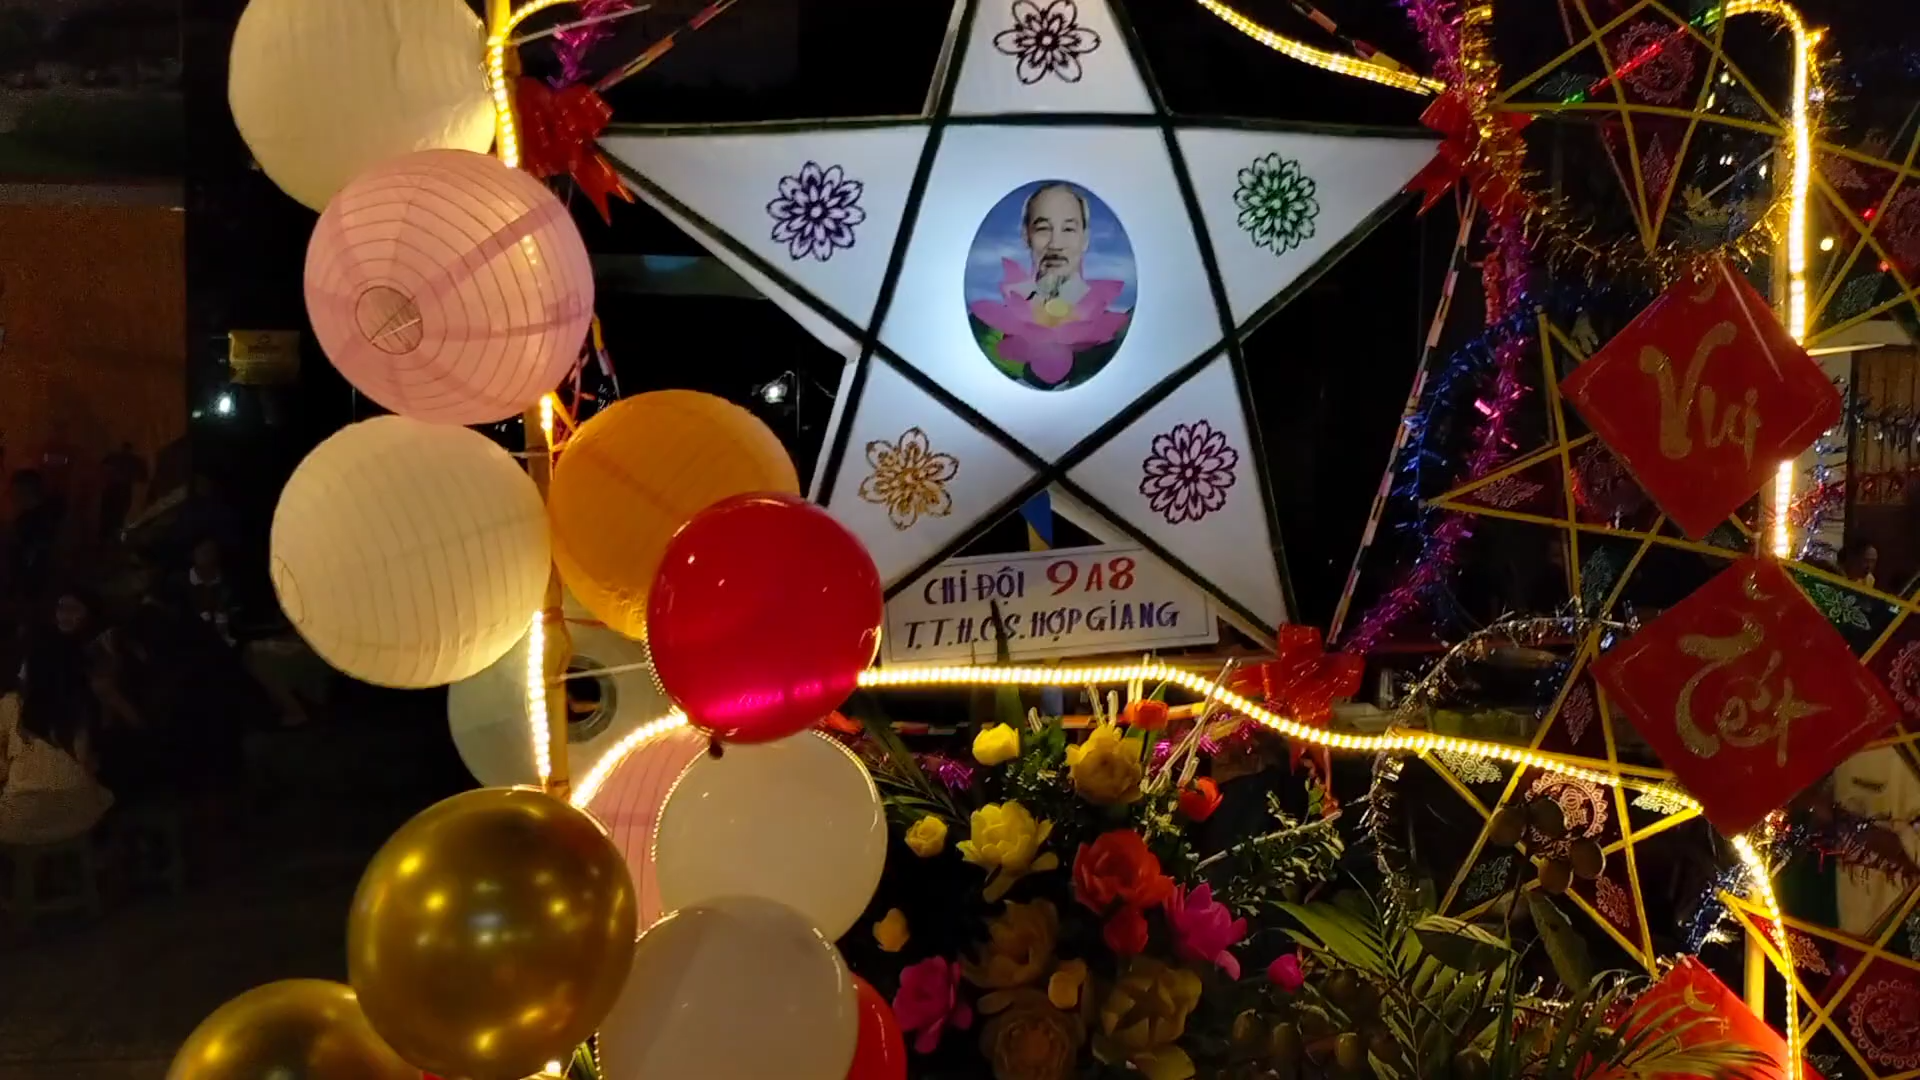 CHI ĐỘI 9A8
T.T.H.C.S. HỢP GIANG
Vui
Tết